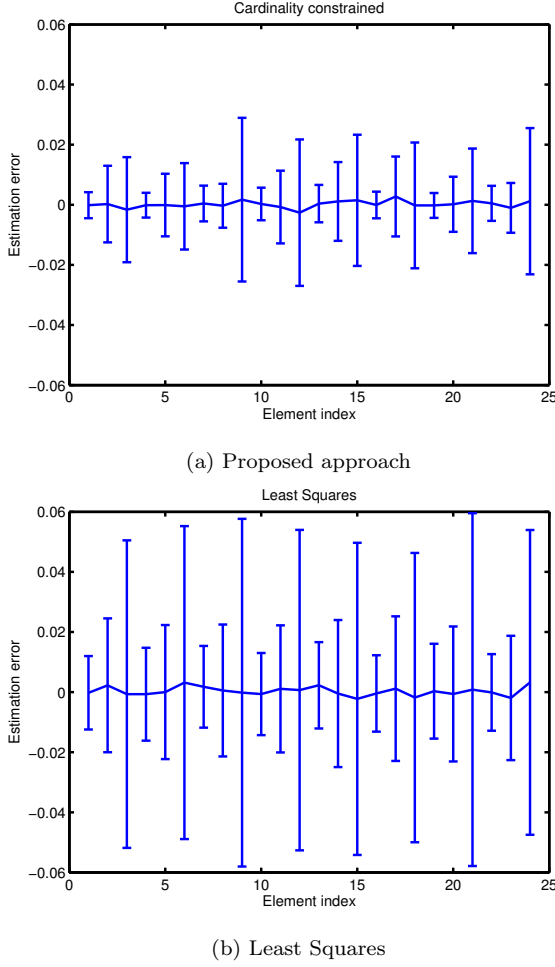 Cardinality constrained
0.06
0.04
0.02
0
−0.02
−0.04
−0.06
Estimation error
0 5 10 15 20 25
Element index
(a) Proposed approach
Least Squares
0.06
0.04
0.02
0
−0.02
−0.04
−0.06
Estimation error
0 5 10 15 20 25
Element index
(b) Least Squares